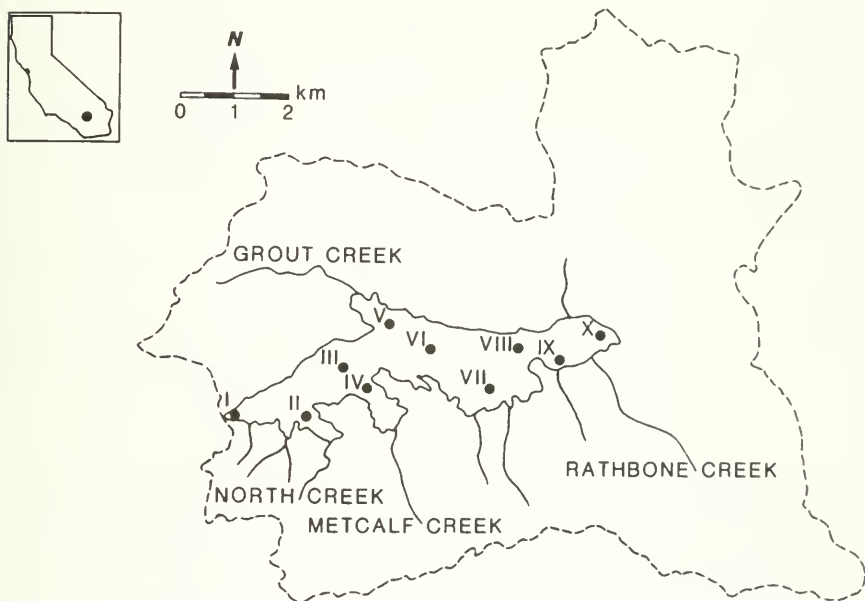 N
km
0 1 2
GROUT CREEK
V
VI
VIII
IX
X
III
IV
VII
I
II
RATHBONE CREEK
NORTH CREEK
METCALF CREEK